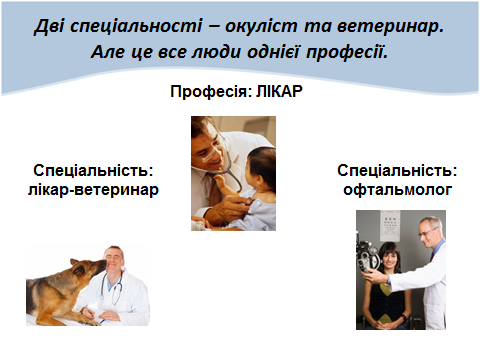 Дві спеціальності – окуліст та ветеринар.
Але це все люди однієї професії.
Професія: ЛІКАР
Спеціальність:
лікар-ветеринар
Спеціальність:
офтальмолог